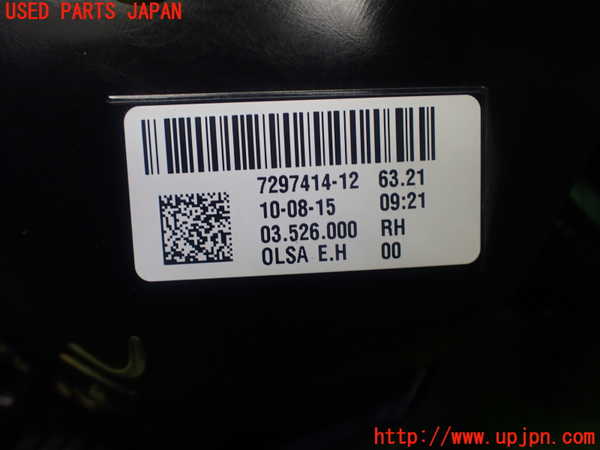 USED PARTS JAPAN
7297414-12 63.21
10-08-15 09:21
03.526.000 RH
OLSA E.H 00
http://www.upjpn.com/